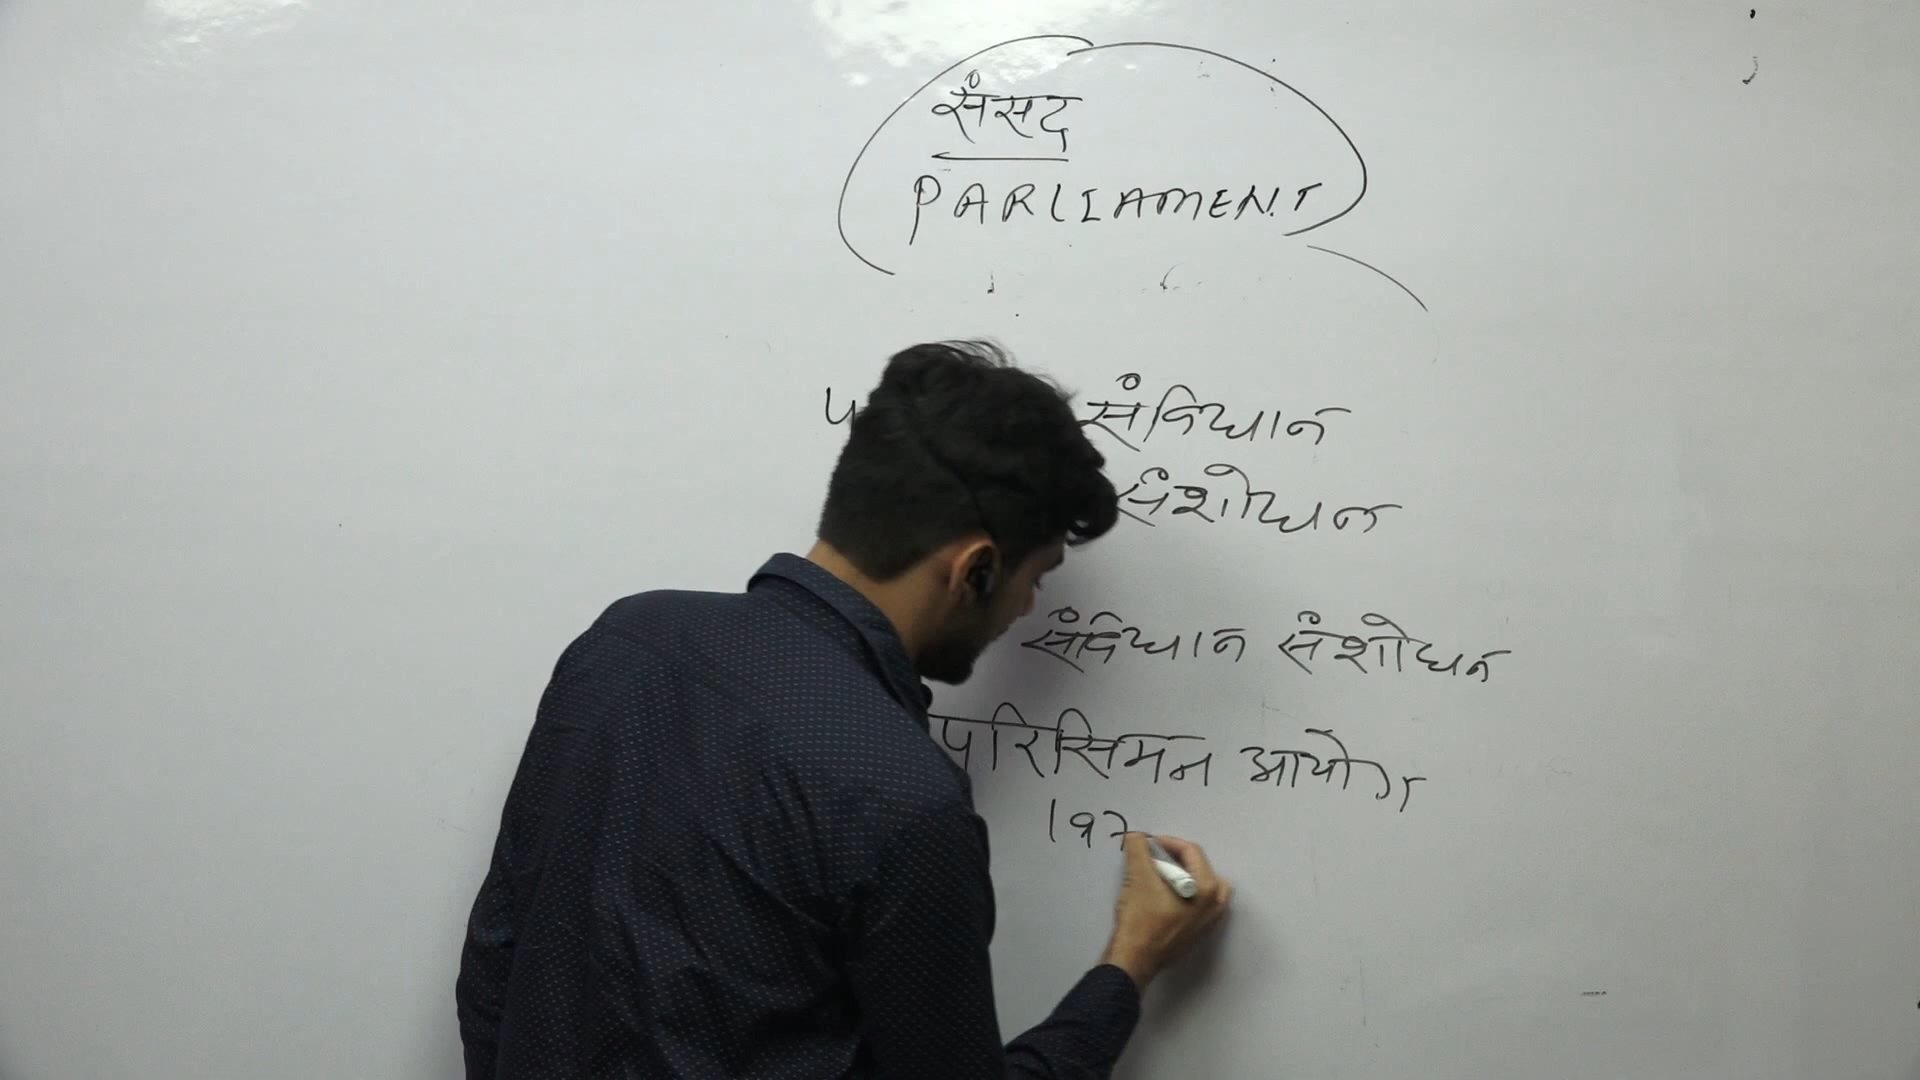 संसद
PARLIAMENT
संविधान
संशोधन
संविधान संशोधन
परिसिमन आयोग
197